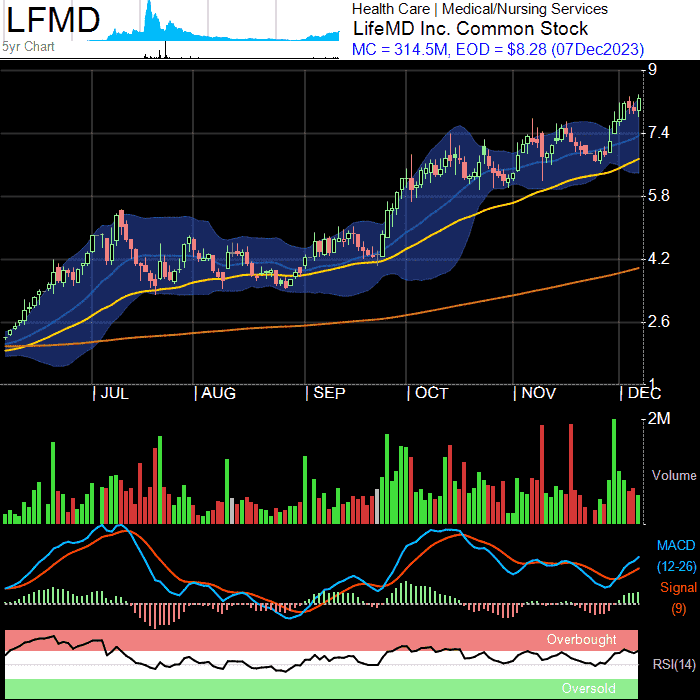 LFMD
5yr Chart
Health Care | Medical/Nursing Services
LifeMD Inc. Common Stock
MC = 314.5M, EOD = $8.28 (07Dec2023)
9
7.4
5.8
4.2
2.6
1
| JUL | AUG | SEP | OCT | NOV | DEC
2M
Volume
MACD
(12-26)
Signal
(9)
Overbought
RSI(14)
Oversold